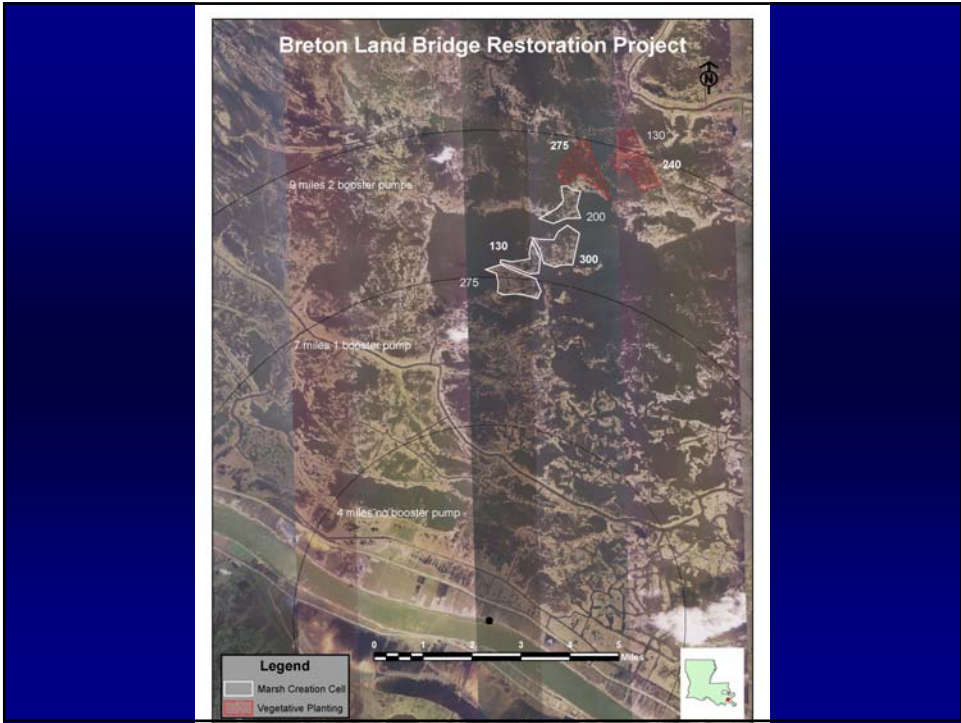 Breton Land Bridge Restoration Project
N
130
275
240
9 miles 2 booster pumps
200
130
300
275
7 miles 1 booster pump
4 miles no booster pump
0 1 2 3 4 5
Miles
Legend
Marsh Creation Cell
Vegetative Planting